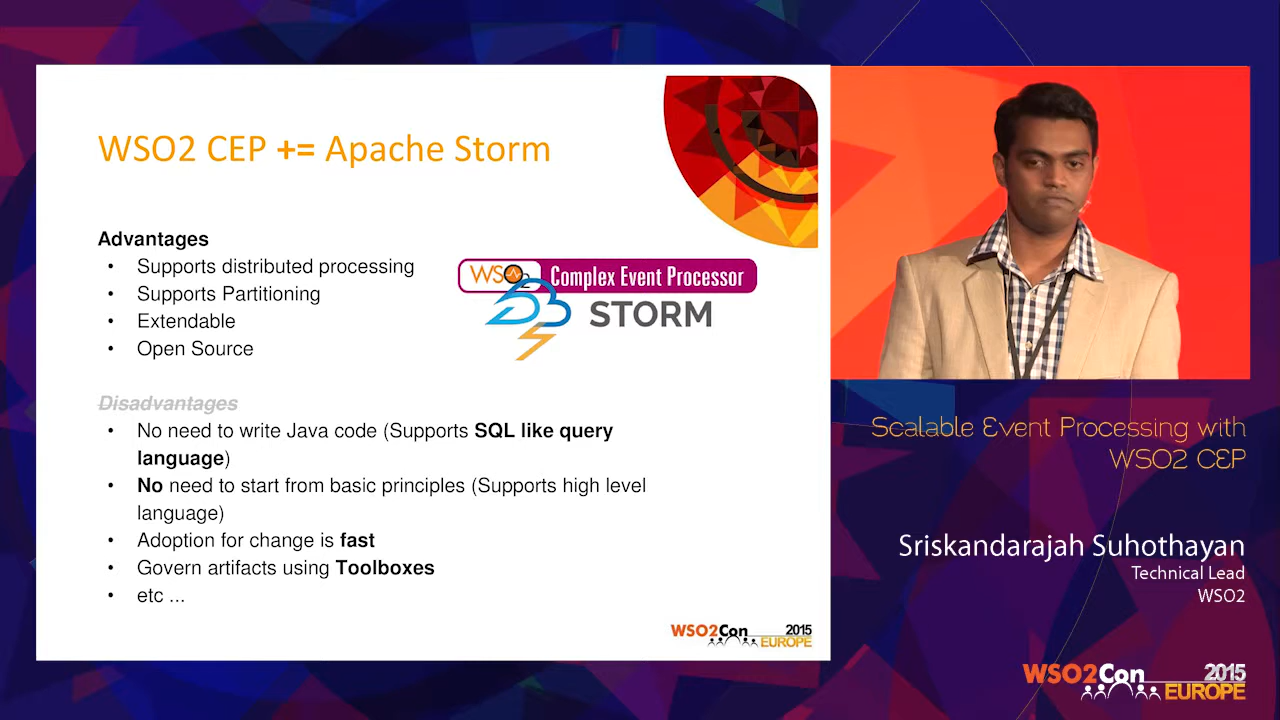 WSO2 CEP += Apache Storm
Advantages
• Supports distributed processing
• Supports Partitioning
• Extendable
• Open Source
WSO2 Complex Event Processor
STORM
Disadvantages
• No need to write Java code (Supports SQL like query
language)
• No need to start from basic principles (Supports high level
language)
• Adoption for change is fast
• Govern artifacts using Toolboxes
• etc ...
WSO2Con 2015
EUROPE
Scalable Event Processing with
WSO2 CEP
Sriskandarajah Suhothayan
Technical Lead
WSO2
WSO2Con 2015
EUROPE